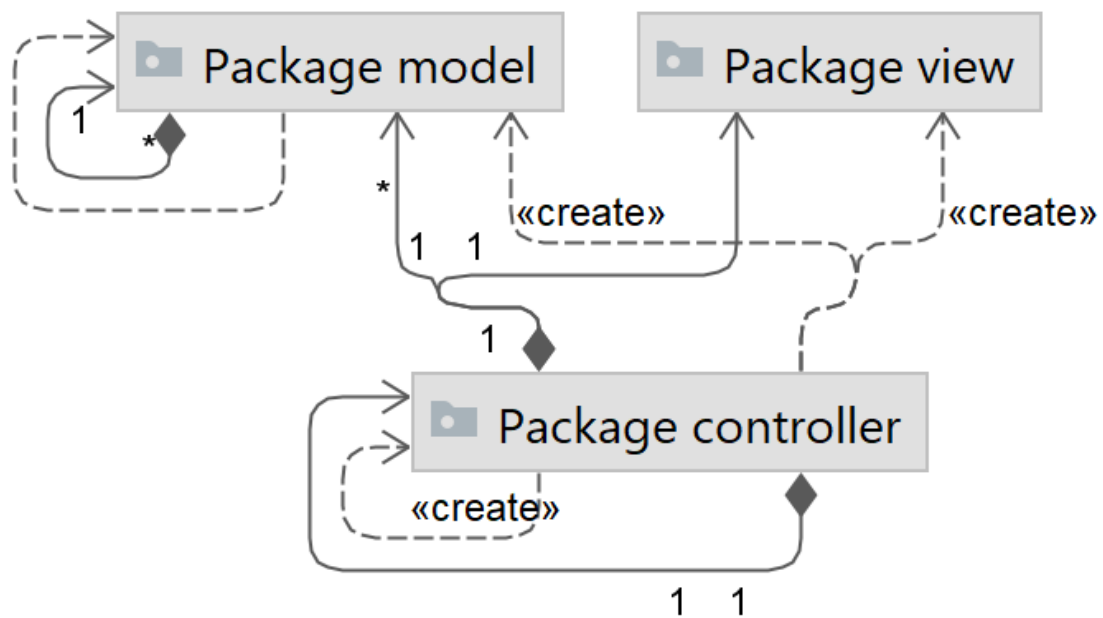 Package model
Package view
1
*
*
«create»
«create»
1
1
1
Package controller
«create»
1
1